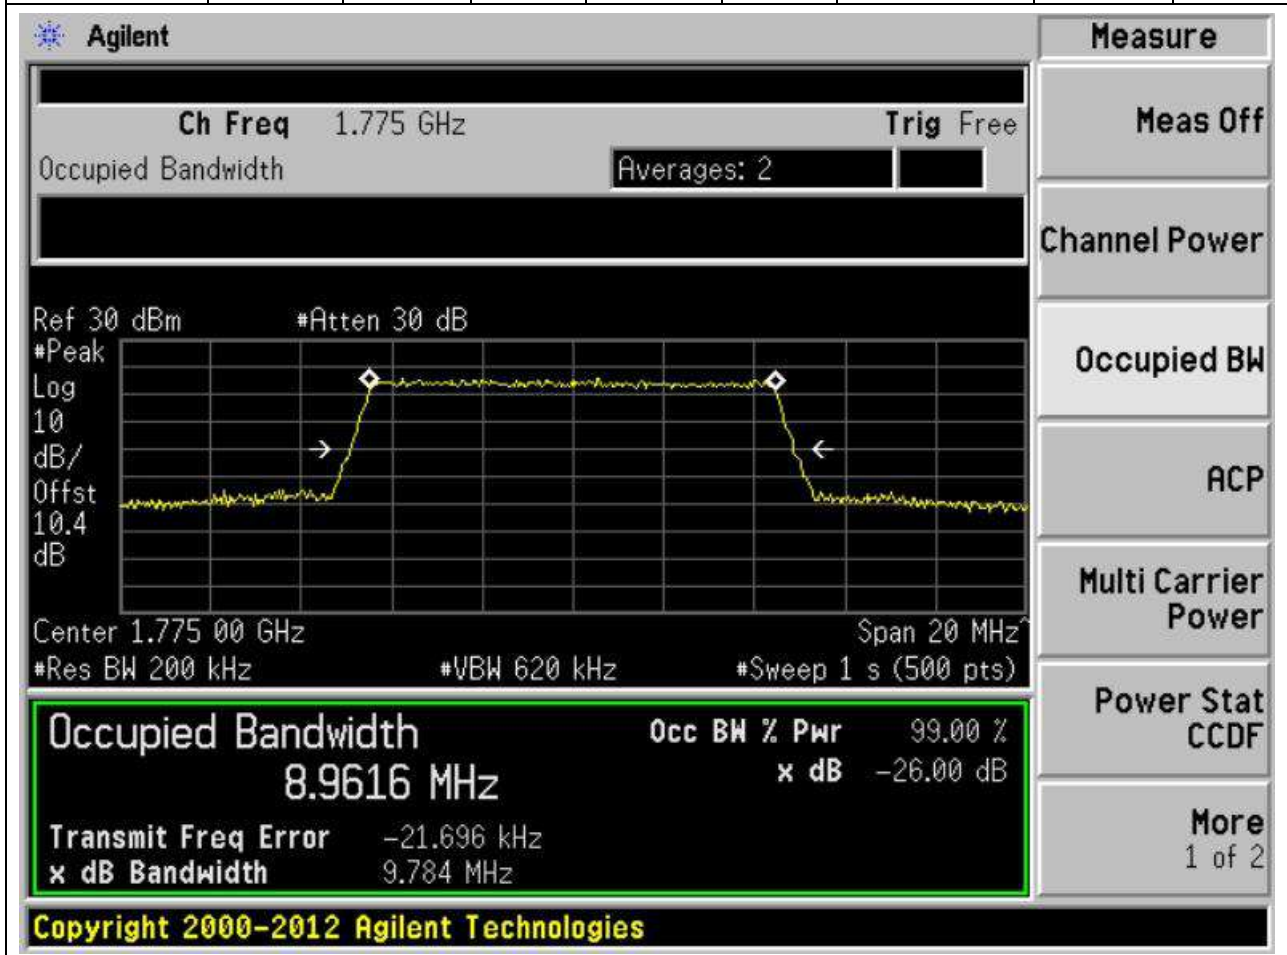 Agilent
Measure
Ch Freq 1.775 GHz Trig Free
Occupied Bandwidth Averages: 2
Meas Off
Channel Power
Occupied BW
ACP
Multi Carrier
Power
Power Stat
CCDF
More
1 of 2
Ref 30 dBm #Atten 30 dB
#Peak
Log
10
dB/
Offst
10.4
dB
Center 1.775 00 GHz Span 20 MHz^
#Res BW 200 kHz #VBW 620 kHz #Sweep 1 s (500 pts)
Occupied Bandwidth Occ BW % Pwr 99.00 %
8.9616 MHz x dB -26.00 dB
Transmit Freq Error -21.696 kHz
x dB Bandwidth 9.784 MHz
Copyright 2000-2012 Agilent Technologies